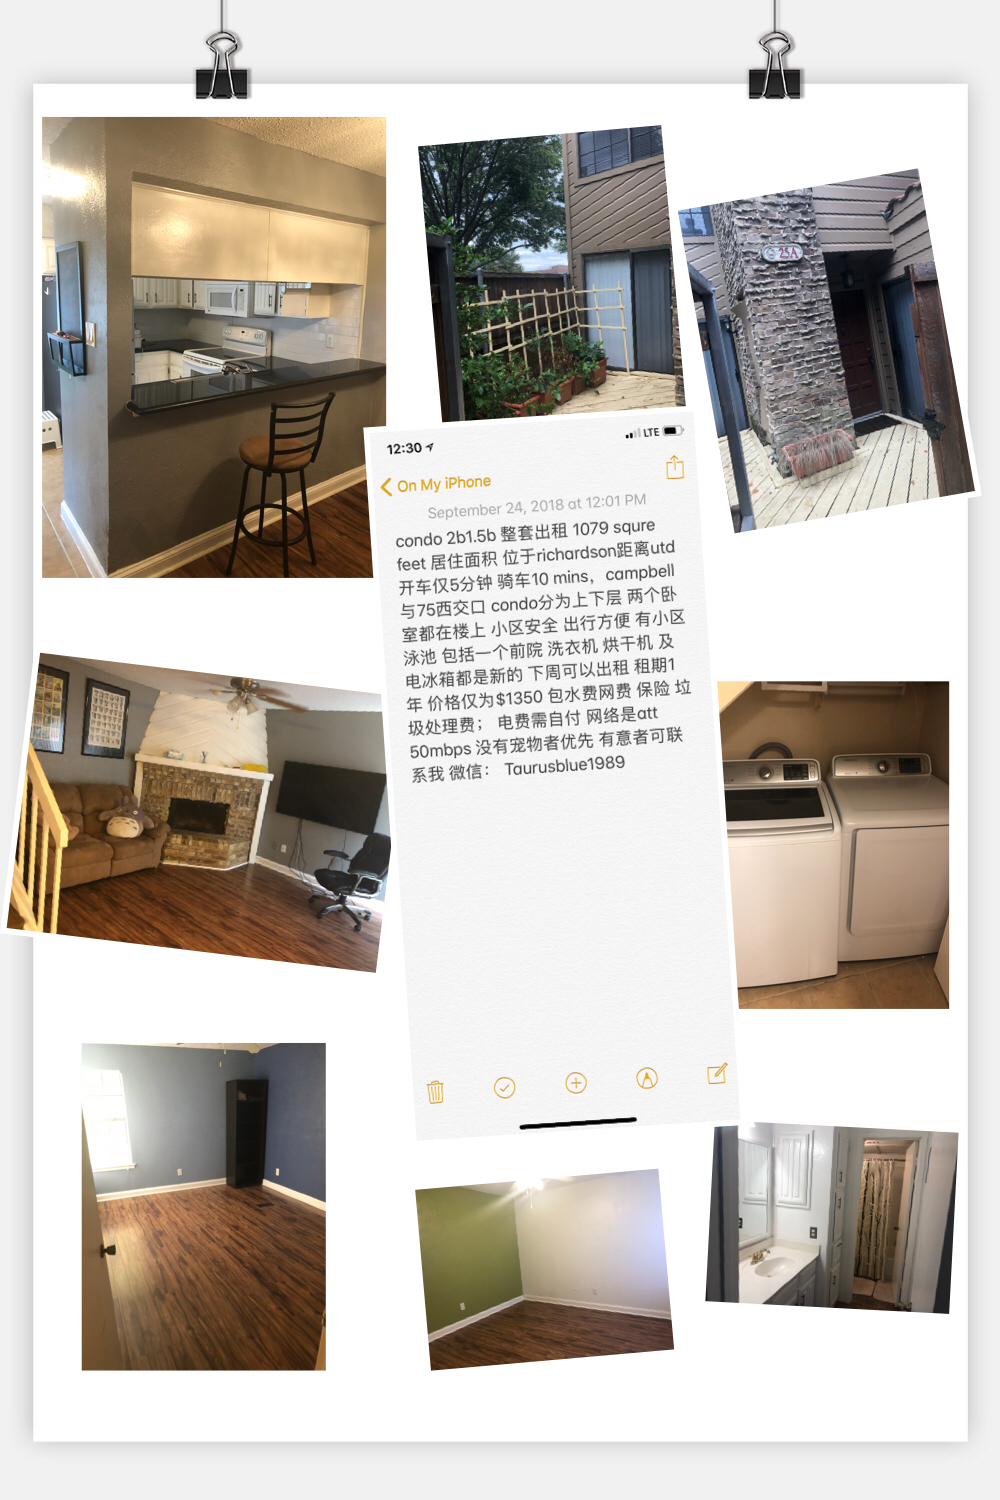 25A
12:30
LTE
On My iPhone
September 24, 2018 at 12:01 PM
condo 2b1.5b 整套出租 1079 squre
feet 居住面积 位于richardson距离utd
开车仅5分钟 骑车10 mins，campbell
与75西交口 condo分为上下层 两个卧
室都在楼上 小区安全 出行方便 有小区
泳池 包括一个前院 洗衣机 烘干机 及
电冰箱都是新的 下周可以出租 租期1
年 价格仅为$1350 包水费网费 保险 垃
圾处理费； 电费需自付 网络是att
50mbps 没有宠物者优先 有意者可联
系我 微信： Taurusblue1989